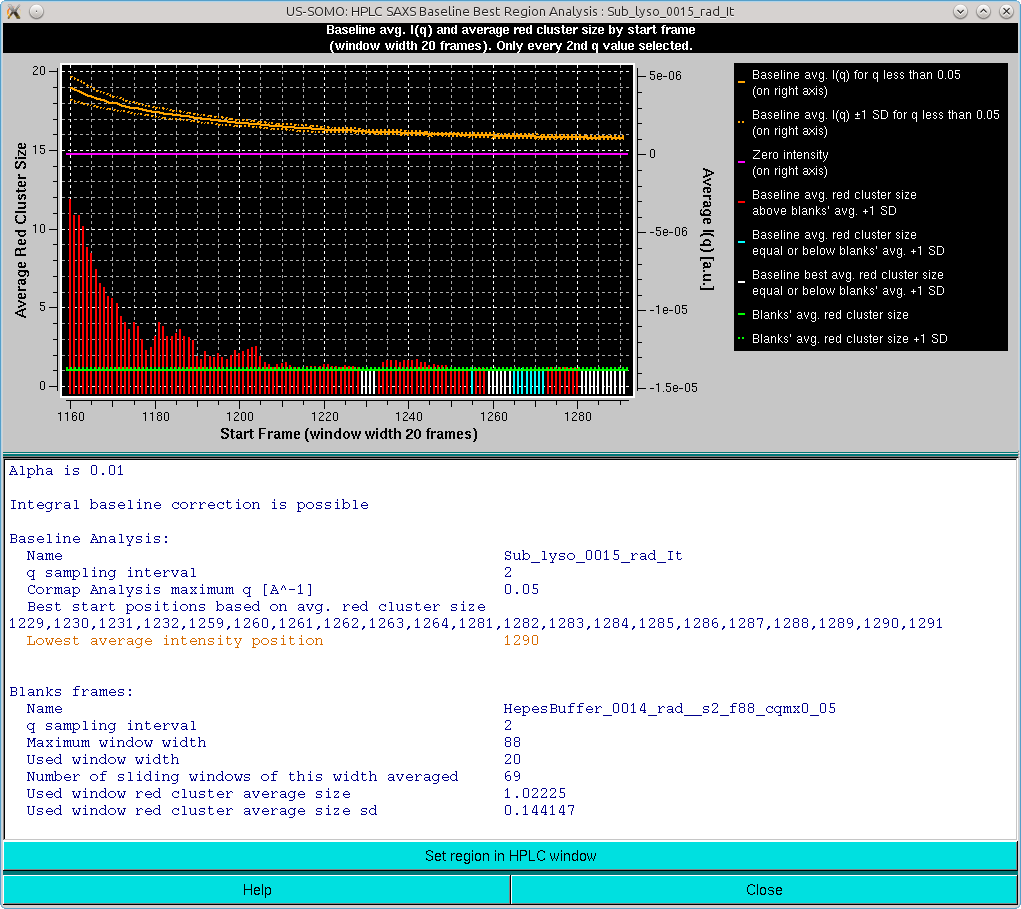 US-SOMO: HPLC SAXS Baseline Best Region Analysis : Sub_lyso_0015_rad_It
Baseline avg. I(q) and average red cluster size by start frame
(window width 20 frames). Only every 2nd q value selected.
20
15
10
5
0
Average Red Cluster Size
5e-06
0
-5e-06
-1e-05
-1.5e-05
Average I(q) [a.u.]
1160 1180 1200 1220 1240 1260 1280
Start Frame (window width 20 frames)
Baseline avg. I(q) for q less than 0.05
(on right axis)
Baseline avg. I(q) ±1 SD for q less than 0.05
(on right axis)
Zero intensity
(on right axis)
Baseline avg. red cluster size
above blanks' avg. +1 SD
Baseline avg. red cluster size
equal or below blanks' avg. +1 SD
Baseline best avg. red cluster size
equal or below blanks' avg. +1 SD
Blanks' avg. red cluster size
Blanks' avg. red cluster size +1 SD
Alpha is 0.01
Integral baseline correction is possible
Baseline Analysis:
Name Sub_lyso_0015_rad_It
q sampling interval 2
Cormap Analysis maximum q [A^-1] 0.05
Best start positions based on avg. red cluster size
1229,1230,1231,1232,1259,1260,1261,1262,1263,1264,1281,1282,1283,1284,1285,1286,1287,1288,1289,1290,1291
Lowest average intensity position 1290
Blanks frames:
Name HepesBuffer_0014_rad__s2_f88_cqmx0_05
q sampling interval 2
Maximum window width 88
Used window width 20
Number of sliding windows of this width averaged 69
Used window red cluster average size 1.02225
Used window red cluster average size sd 0.144147
Set region in HPLC window
Help Close